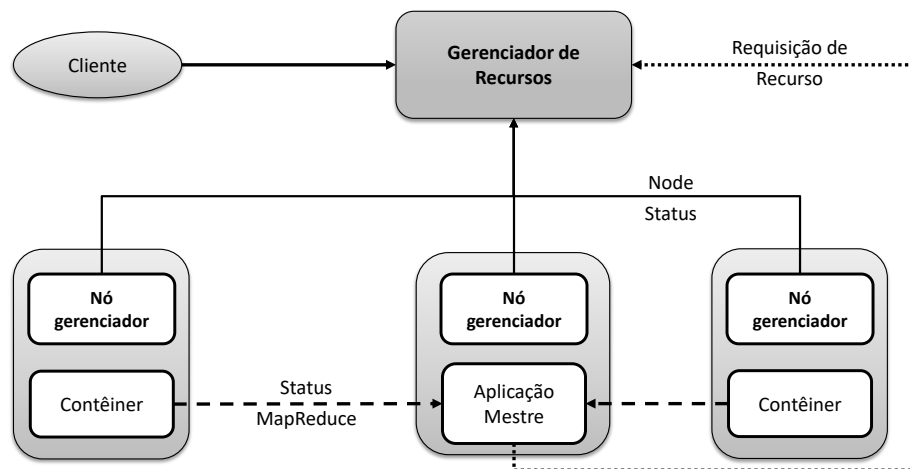 Cliente
Gerenciador de
Recursos
Requisição de
Recurso
Node
Status
Nó
gerenciador
Nó
gerenciador
Nó
gerenciador
Contêiner
Status
MapReduce
Aplicação
Mestre
Contêiner